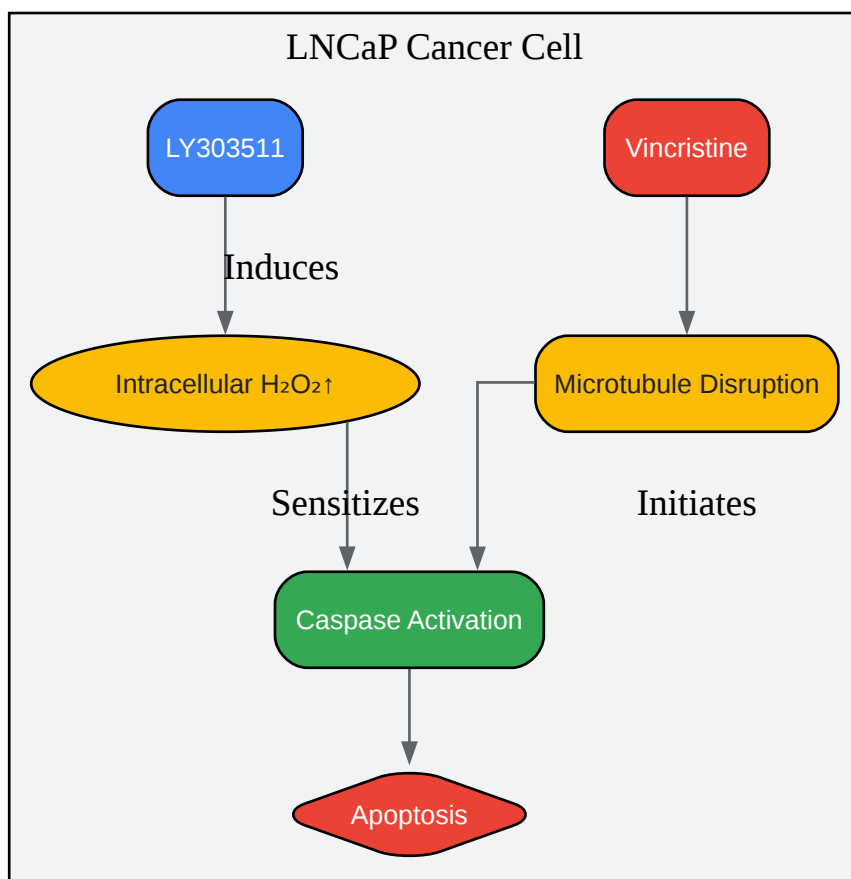 LNCaP Cancer Cell
LY303511
Vincristine
Induces
Intracellular H₂O₂↑
Microtubule Disruption
Sensitizes
Initiates
Caspase Activation
Apoptosis